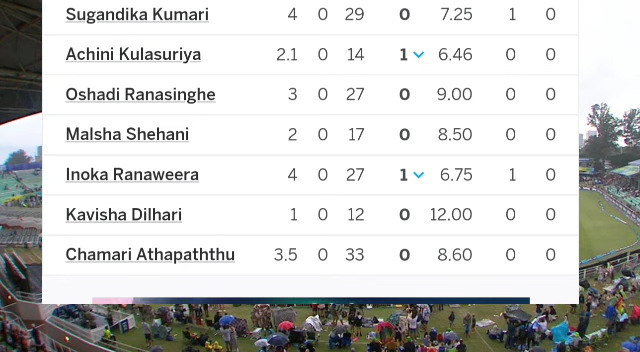 Sugandika Kumari 4 0 29 0 7.25 1 0
Achini Kulasuriya 2.1 0 14 1 6.46 0 0
Oshadi Ranasinghe 3 0 27 0 9.00 0 0
Malsha Shehani 2 0 17 0 8.50 0 0
Inoka Ranaweera 4 0 27 1 6.75 1 0
Kavisha Dilhari 1 0 12 0 12.00 0 0
Chamari Athapaththu 3.5 0 33 0 8.60 0 0